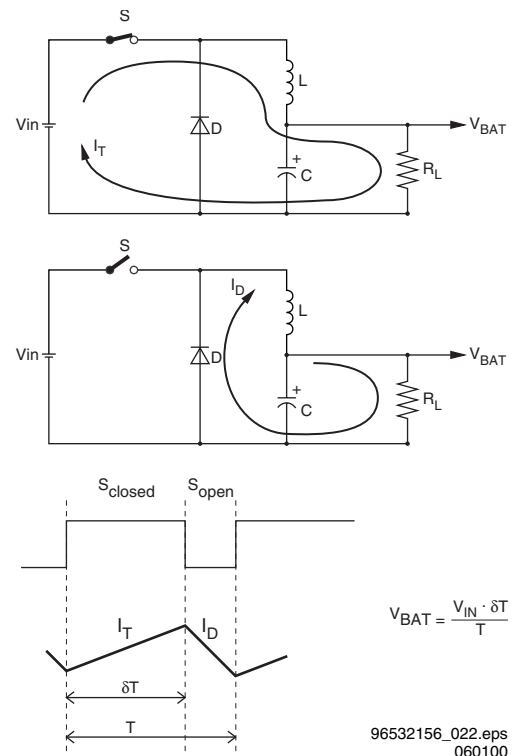 S
L
Vin
D
V_BAT
I_T
+
C
R_L
S
I_D
L
Vin
D
V_BAT
+
C
R_L
S_closed S_open
I_T I_D
V_BAT = V_IN · δT / T
δT
T
96532156_022.eps
060100